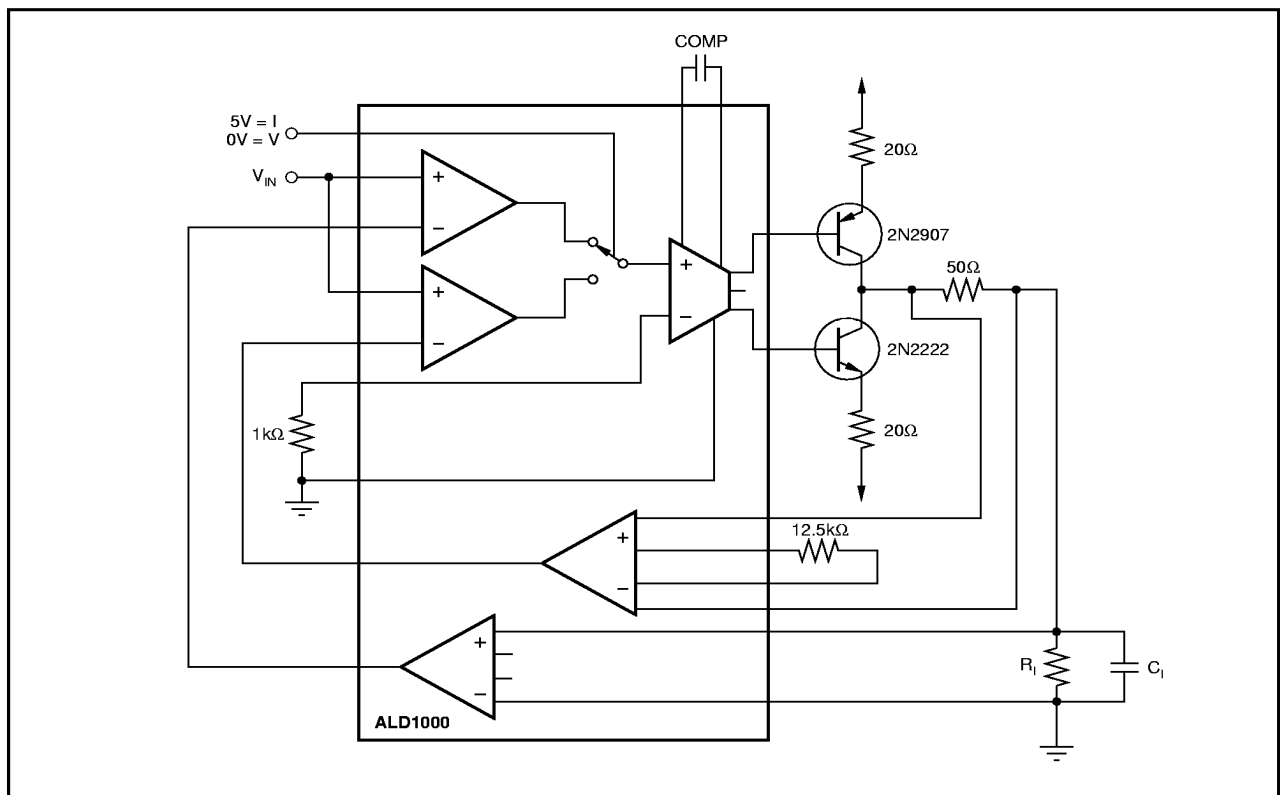 COMP
5V = I
0V = V
20Ω
V_IN
+
−
2N2907
+
−
+
−
50Ω
2N2222
1kΩ
20Ω
12.5kΩ
+
−
+
−
R_I
C_I
ALD1000